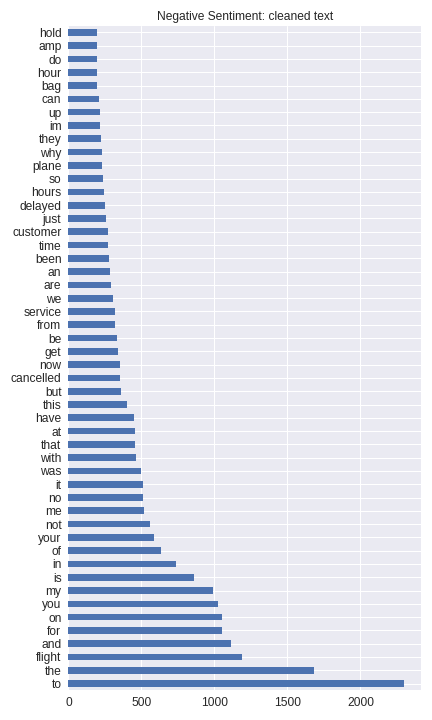 Negative Sentiment: cleaned text
hold
amp
do
hour
bag
can
up
im
they
why
plane
so
hours
delayed
just
customer
time
been
an
are
we
service
from
be
get
now
cancelled
but
this
have
at
that
with
was
it
no
me
not
your
of
in
is
my
you
on
for
and
flight
the
to
0 500 1000 1500 2000